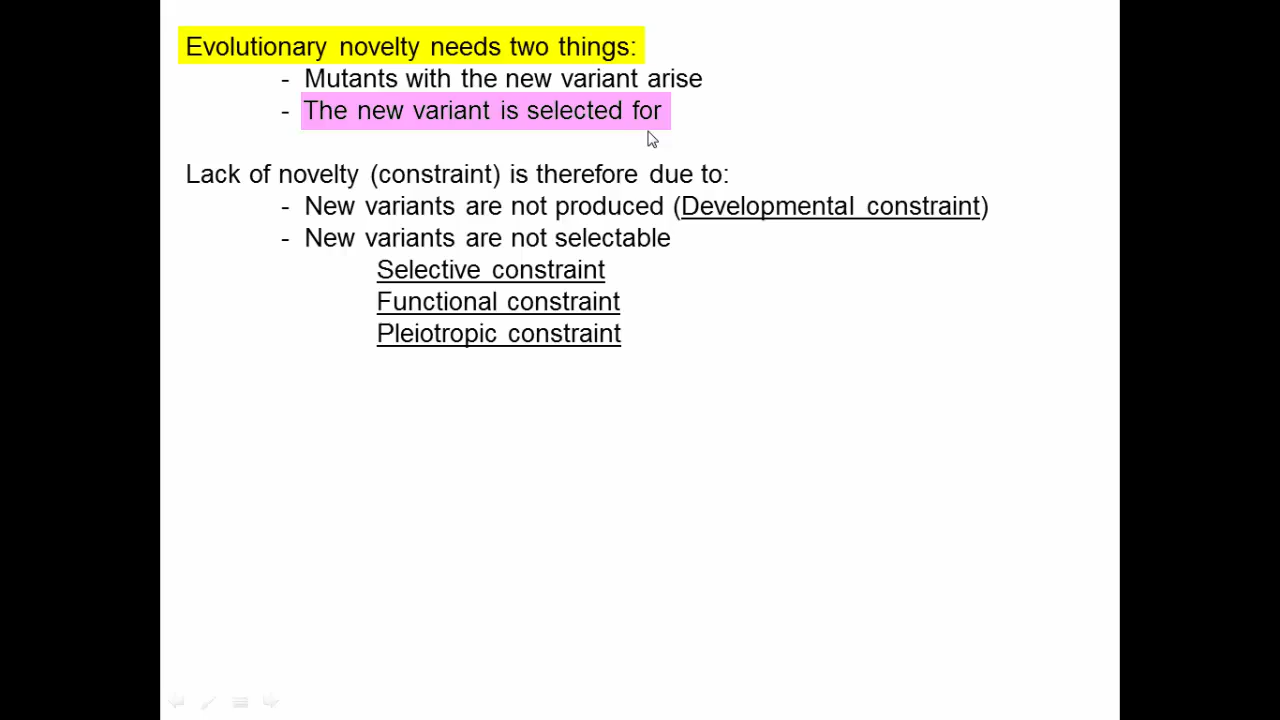 Evolutionary novelty needs two things:
- Mutants with the new variant arise
- The new variant is selected for
Lack of novelty (constraint) is therefore due to:
- New variants are not produced (Developmental constraint)
- New variants are not selectable
Selective constraint
Functional constraint
Pleiotropic constraint